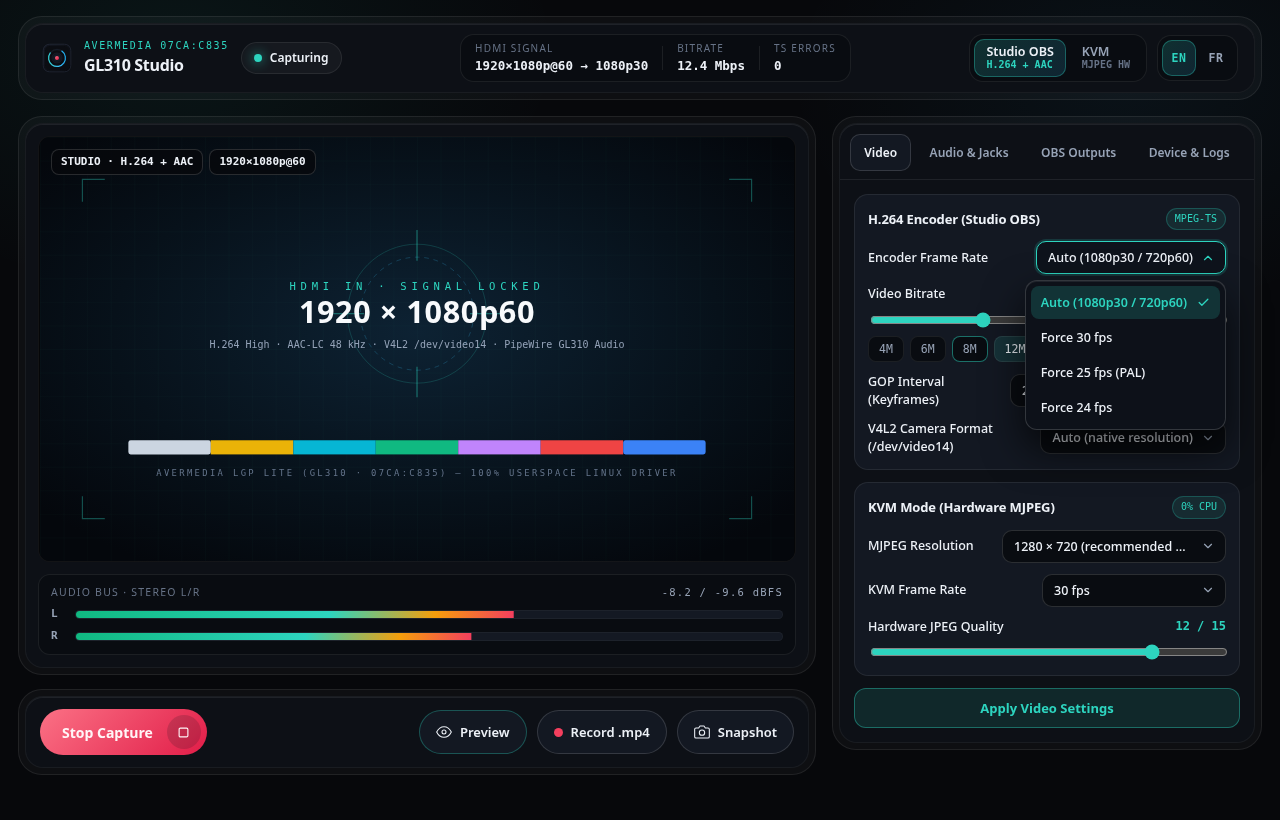 AVERMEDIA 07CA:C835
GL310 Studio
Capturing
HDMI SIGNAL
1920×1080p@60 → 1080p30
BITRATE
12.4 Mbps
TS ERRORS
0
Studio OBS
H.264 + AAC
KVM
MJPEG HW
EN
FR
STUDIO · H.264 + AAC
1920×1080p@60
HDMI IN · SIGNAL LOCKED
1920 × 1080p60
H.264 High · AAC-LC 48 kHz · V4L2 /dev/video14 · PipeWire GL310 Audio
AVERMEDIA LGP LITE (GL310 · 07CA:C835) — 100% USERSPACE LINUX DRIVER
AUDIO BUS · STEREO L/R
-8.2 / -9.6 dBFS
L
R
Stop Capture
Preview
Record .mp4
Snapshot
Video
Audio & Jacks
OBS Outputs
Device & Logs
H.264 Encoder (Studio OBS)
MPEG-TS
Encoder Frame Rate
Auto (1080p30 / 720p60)
Auto (1080p30 / 720p60)
Force 30 fps
Force 25 fps (PAL)
Force 24 fps
Video Bitrate
4M
6M
8M
12M
GOP Interval
(Keyframes)
V4L2 Camera Format
(/dev/video14)
Auto (native resolution)
KVM Mode (Hardware MJPEG)
0% CPU
MJPEG Resolution
1280 × 720 (recommended ...
KVM Frame Rate
30 fps
Hardware JPEG Quality
12 / 15
Apply Video Settings